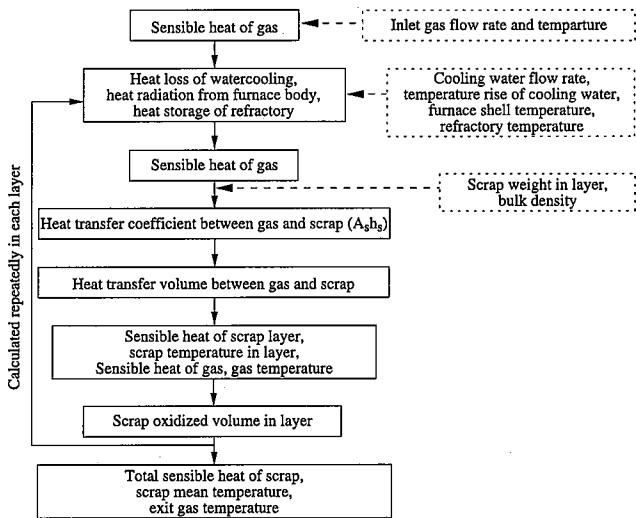 Sensible heat of gas
Inlet gas flow rate and temparture
Heat loss of watercooling,
heat radiation from furnace body,
heat storage of refractory
Cooling water flow rate,
temperature rise of cooling water,
furnace shell temperature,
refractory temperature
Sensible heat of gas
Scrap weight in layer,
bulk density
Heat transfer coefficient between gas and scrap (Aₛhₛ)
Heat transfer volume between gas and scrap
Sensible heat of scrap layer,
scrap temperature in layer,
Sensible heat of gas, gas temperature
Scrap oxidized volume in layer
Total sensible heat of scrap,
scrap mean temperature,
exit gas temperature
Calculated repeatedly in each layer